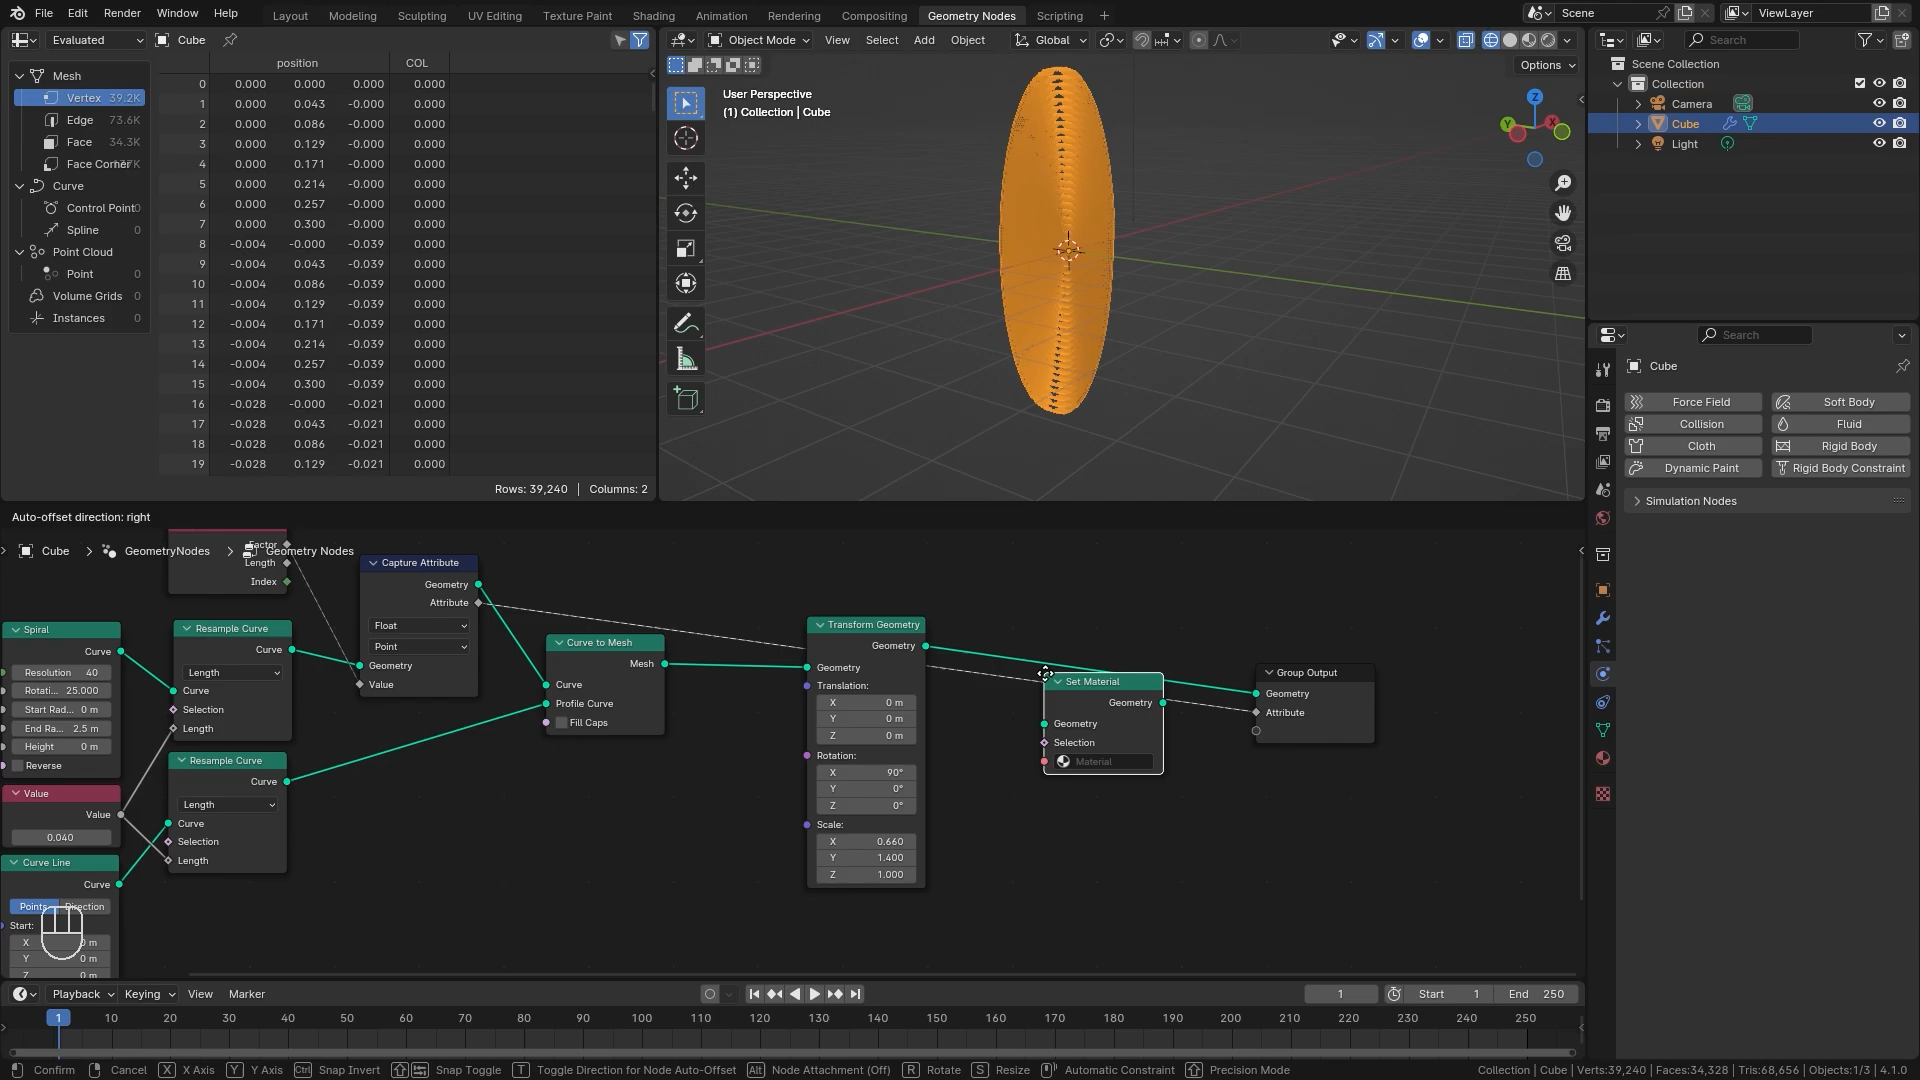 File Edit Render Window Help Layout Modeling Sculpting UV Editing Texture Paint Shading Animation Rendering Compositing Geometry Nodes Scripting + Scene ViewLayer
Evaluated Cube
Object Mode View Select Add Object Global
Search
Options
position COL
Mesh
Vertex 39.2K
Edge 73.6K
Face 34.3K
Face Corn
Curve
Control Point 0
Spline 0
Point Cloud
Point 0
Volume Grids 0
Instances 0
0 0.000 0.000 0.000 0.000
1 0.000 0.043 -0.000 0.000
2 0.000 0.086 -0.000 0.000
3 0.000 0.129 -0.000 0.000
4 0.000 0.171 -0.000 0.000
5 0.000 0.214 -0.000 0.000
6 0.000 0.257 -0.000 0.000
7 0.000 0.300 -0.000 0.000
8 -0.004 -0.000 -0.039 0.000
9 -0.004 0.043 -0.039 0.000
10 -0.004 0.086 -0.039 0.000
11 -0.004 0.129 -0.039 0.000
12 -0.004 0.171 -0.039 0.000
13 -0.004 0.214 -0.039 0.000
14 -0.004 0.257 -0.039 0.000
15 -0.004 0.300 -0.039 0.000
16 -0.028 -0.000 -0.021 0.000
17 -0.028 0.043 -0.021 0.000
18 -0.028 0.086 -0.021 0.000
19 -0.028 0.129 -0.021 0.000
Rows: 39,240 | Columns: 2
User Perspective
(1) Collection | Cube
Z
Y
X
Scene Collection
Collection
Camera
Cube
Light
Search
Cube
Force Field Soft Body
Collision Fluid
Cloth Rigid Body
Dynamic Paint Rigid Body Constraint
Simulation Nodes
Auto-offset direction: right
Cube > GeometryNodes > Geometry Nodes
Factor
Length
Index
Capture Attribute
Geometry
Attribute
Float
Point
Geometry
Value
Spiral
Curve
Resolution 40
Rotati... 25.000
Start Rad... 0 m
End Ra... 2.5 m
Height 0 m
Reverse
Value
Value
0.040
Curve Line
Curve
Points Direction
Start:
X 0 m
Y 0 m
Z 0 m
Resample Curve
Curve
Length
Curve
Selection
Length
Resample Curve
Curve
Length
Curve
Selection
Length
Curve to Mesh
Mesh
Curve
Profile Curve
Fill Caps
Transform Geometry
Geometry
Geometry
Translation:
X 0 m
Y 0 m
Z 0 m
Rotation:
X 90°
Y 0°
Z 0°
Scale:
X 0.660
Y 1.400
Z 1.000
Set Material
Geometry
Geometry
Selection
Material
Group Output
Geometry
Attribute
Playback Keying View Marker 1 Start 1 End 250
1 10 20 30 40 50 60 70 80 90 100 110 120 130 140 150 160 170 180 190 200 210 220 230 240 250
Confirm Cancel X X Axis Y Y Axis Ctrl Snap Invert Snap Toggle T Toggle Direction for Node Auto-Offset Alt Node Attachment (Off) R Rotate S Resize Automatic Constraint Precision Mode Collection | Cube | Verts:39,240 | Faces:34,328 | Tris:68,656 | Objects:1/3 | 4.1.0